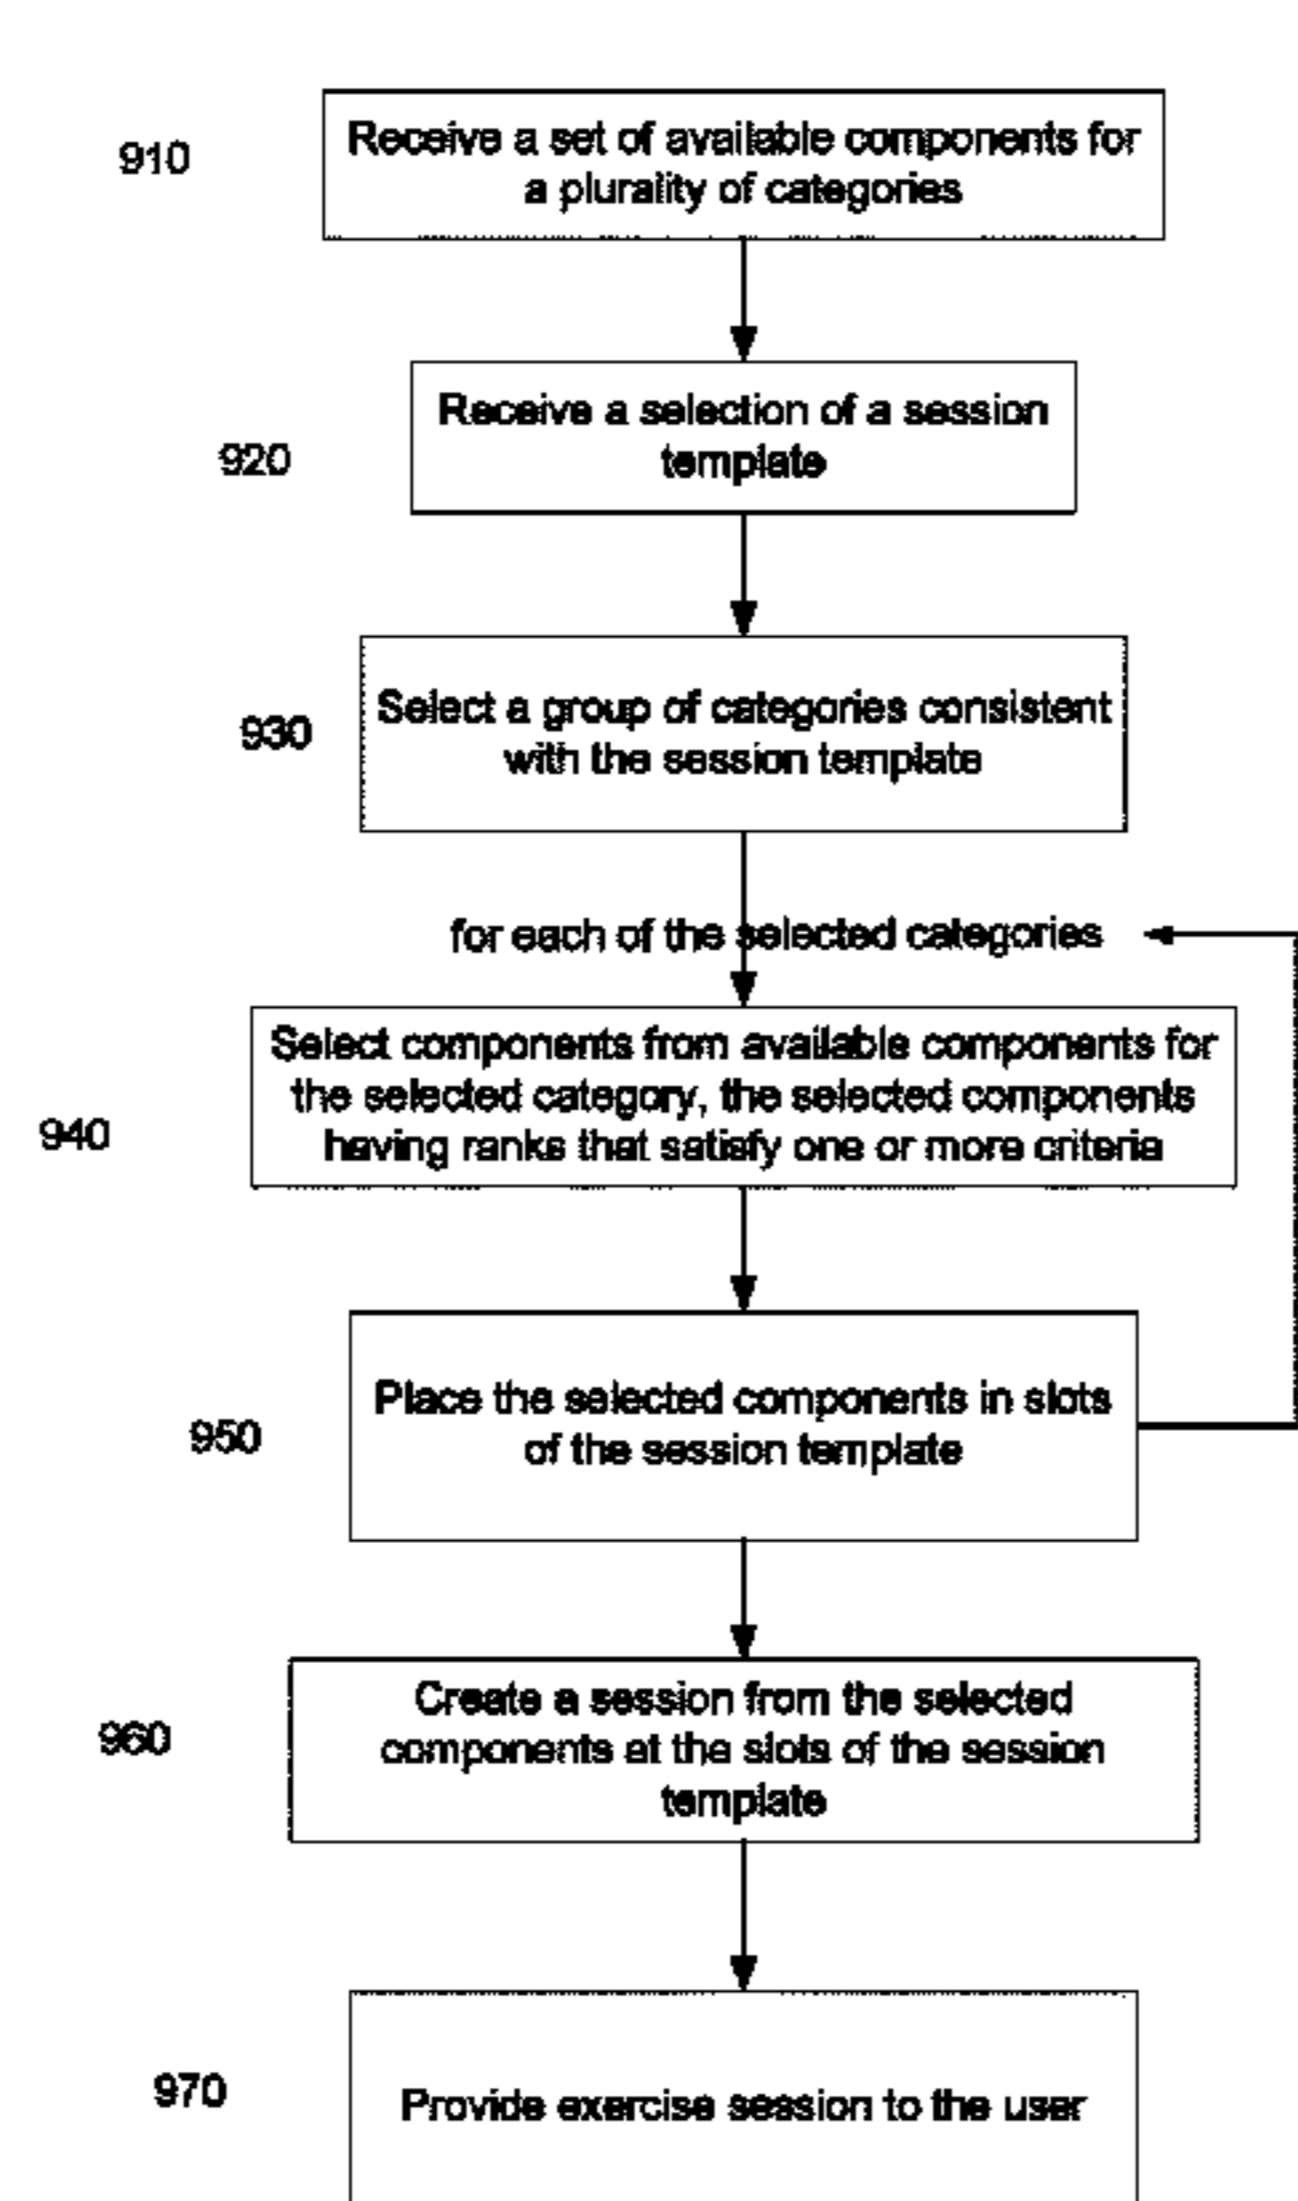 910
Receive a set of available components for
a plurality of categories
920
Receive a selection of a session
template
930
Select a group of categories consistent
with the session template
for each of the selected categories
940
Select components from available components for
the selected category, the selected components
having ranks that satisfy one or more criteria
950
Place the selected components in slots
of the session template
960
Create a session from the selected
components at the slots of the session
template
970
Provide exercise session to the user